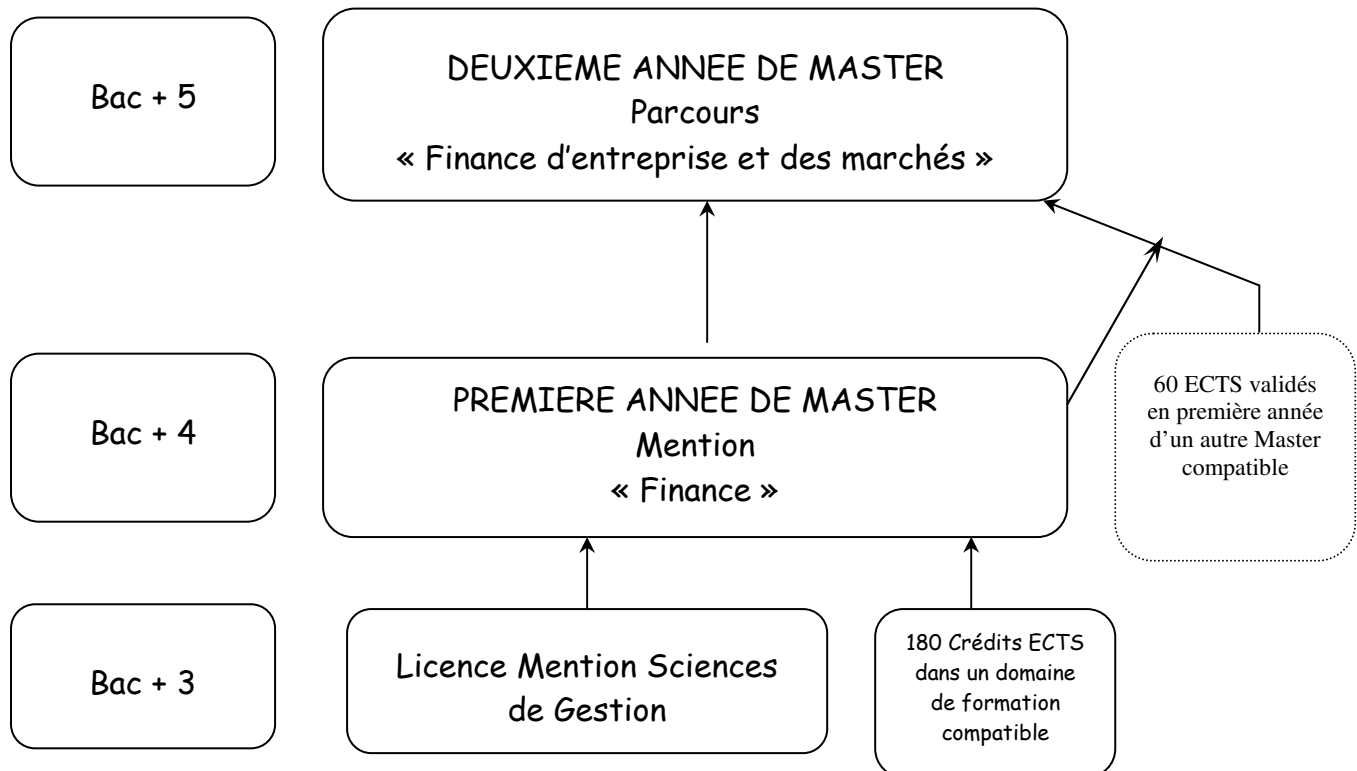 Bac + 5
DEUXIEME ANNEE DE MASTER
Parcours
« Finance d'entreprise et des marchés »
Bac + 4
PREMIERE ANNEE DE MASTER
Mention
« Finance »
60 ECTS validés
en première année
d'un autre Master
compatible
Bac + 3
Licence Mention Sciences
de Gestion
180 Crédits ECTS
dans un domaine
de formation
compatible